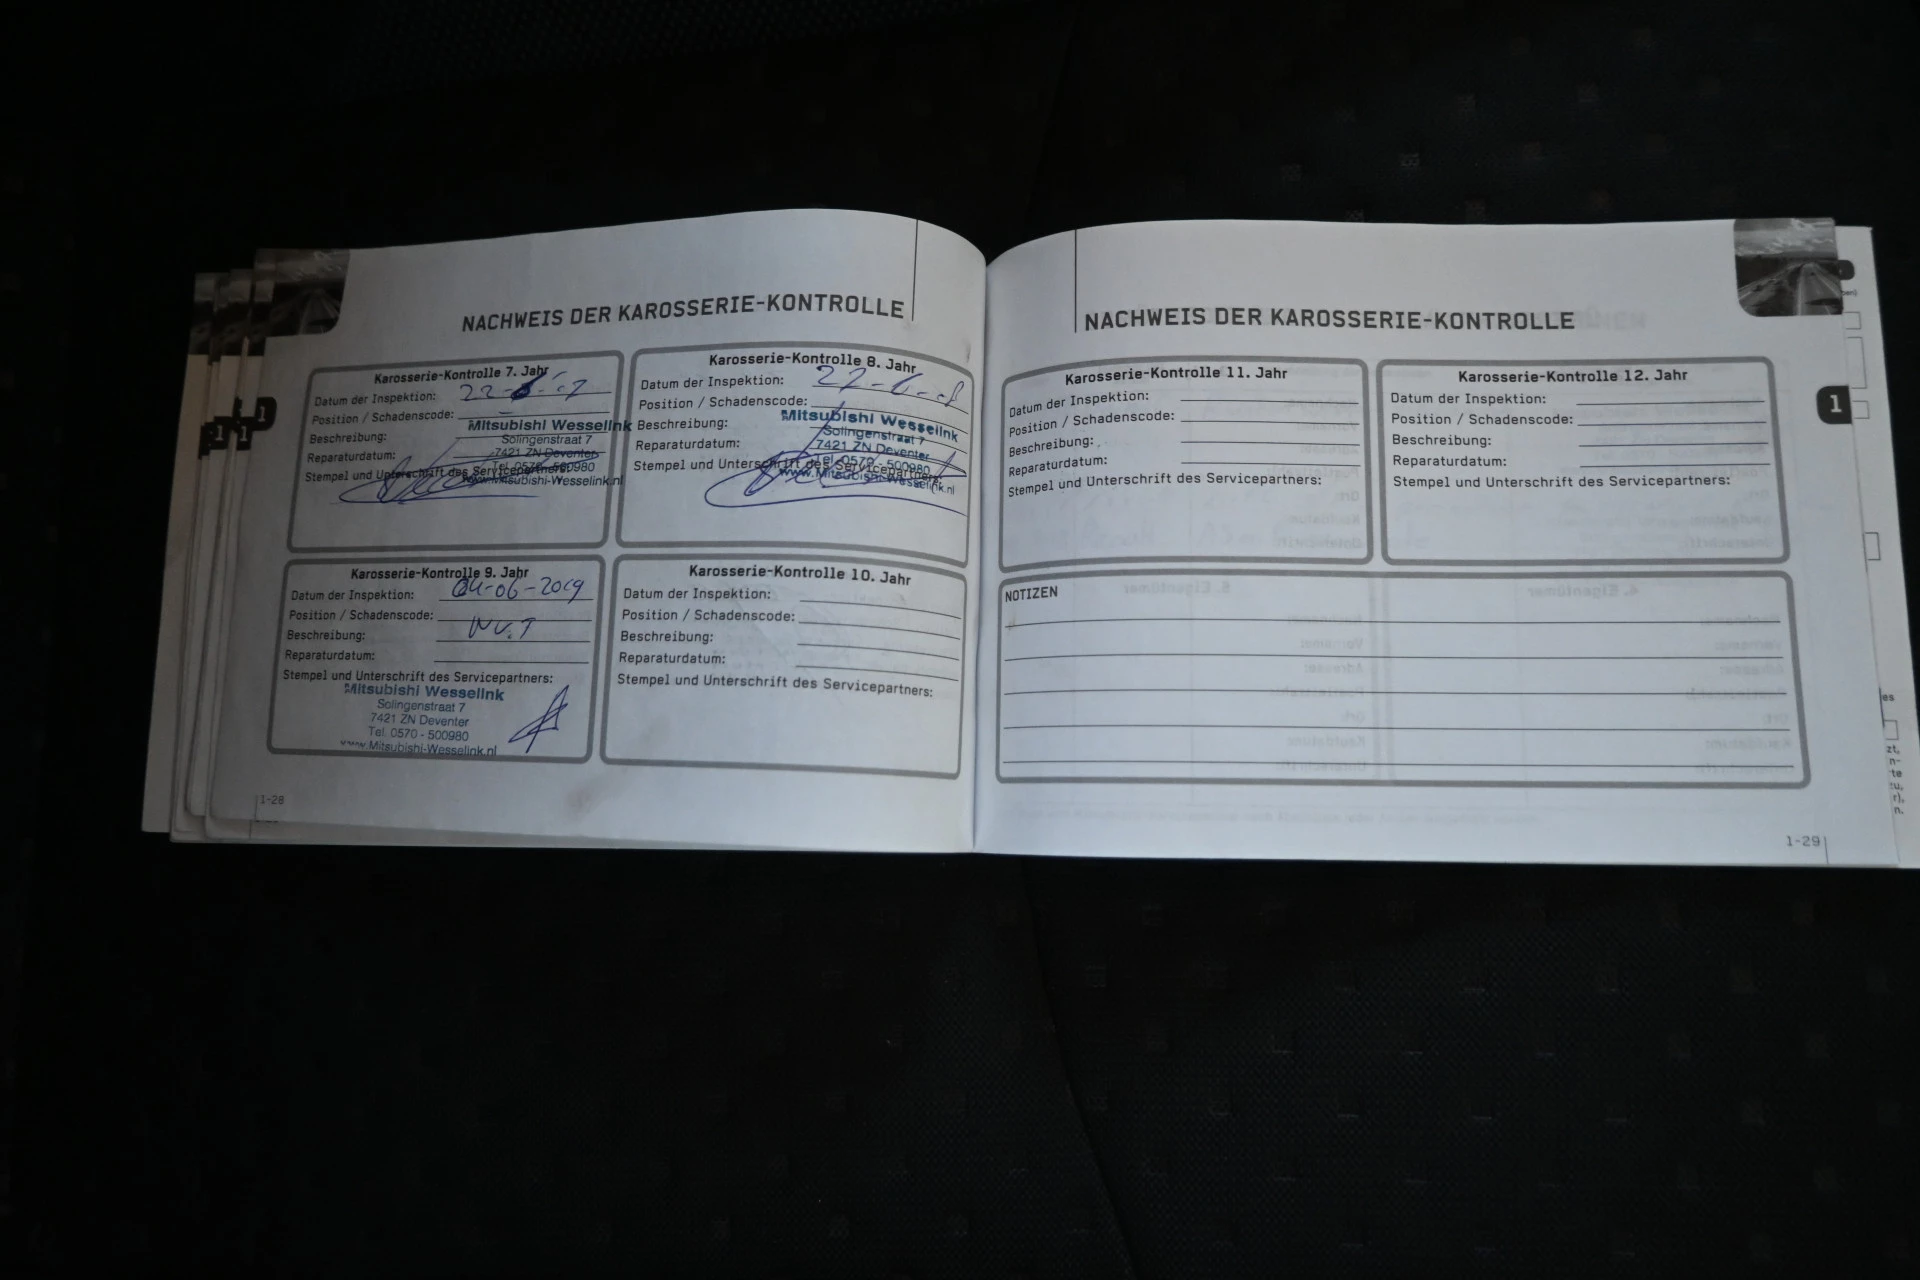 NACHWEIS DER KAROSSERIE-KONTROLLE
Karosserie-Kontrolle 7. Jahr
Datum der Inspektion: 22-
Position / Schadenscode:
Beschreibung:
Reparaturdatum:
Stempel und Unterschrift des Servicepartners:
Mitsubishi Wesselink
Solingenstraat 7
7421 ZN Deventer
Tel. 0570 - 500980
www.Mitsubishi-Wesselink.nl
Karosserie-Kontrolle 8. Jahr
Datum der Inspektion:
Position / Schadenscode:
Beschreibung:
Reparaturdatum:
Stempel und Unterschrift des Servicepartners:
Mitsubishi Wesselink
Solingenstraat 7
7421 ZN Deventer
Tel. 0570 - 500980
www.Mitsubishi-Wesselink.nl
Karosserie-Kontrolle 9. Jahr
Datum der Inspektion: 04-06-2019
Position / Schadenscode:
Beschreibung:
Reparaturdatum:
Stempel und Unterschrift des Servicepartners:
Mitsubishi Wesselink
Solingenstraat 7
7421 ZN Deventer
Tel. 0570 - 500980
www.Mitsubishi-Wesselink.nl
Karosserie-Kontrolle 10. Jahr
Datum der Inspektion:
Position / Schadenscode:
Beschreibung:
Reparaturdatum:
Stempel und Unterschrift des Servicepartners:
1
1
1
1-28
NACHWEIS DER KAROSSERIE-KONTROLLE
Karosserie-Kontrolle 11. Jahr
Datum der Inspektion:
Position / Schadenscode:
Beschreibung:
Reparaturdatum:
Stempel und Unterschrift des Servicepartners:
Karosserie-Kontrolle 12. Jahr
Datum der Inspektion:
Position / Schadenscode:
Beschreibung:
Reparaturdatum:
Stempel und Unterschrift des Servicepartners:
NOTIZEN
1
1-29